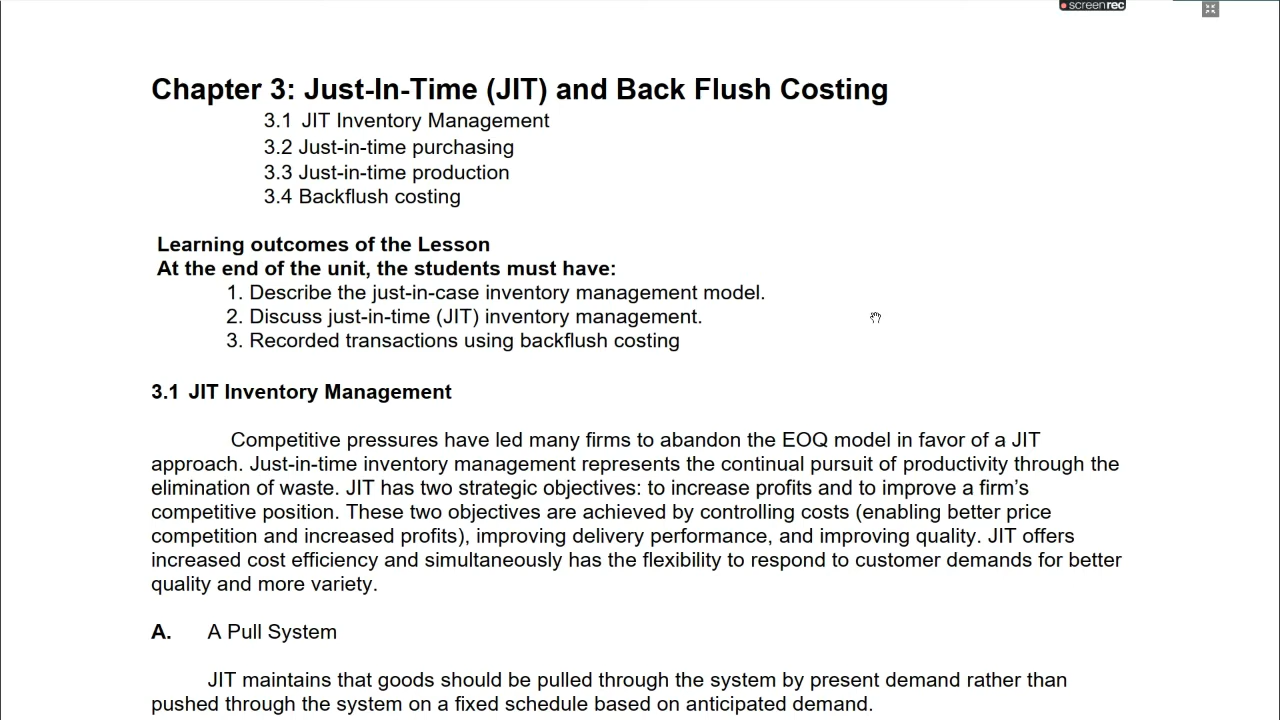 screenrec
Chapter 3: Just-In-Time (JIT) and Back Flush Costing
3.1 JIT Inventory Management
3.2 Just-in-time purchasing
3.3 Just-in-time production
3.4 Backflush costing
Learning outcomes of the Lesson
At the end of the unit, the students must have:
1. Describe the just-in-case inventory management model.
2. Discuss just-in-time (JIT) inventory management.
3. Recorded transactions using backflush costing
3.1 JIT Inventory Management
Competitive pressures have led many firms to abandon the EOQ model in favor of a JIT
approach. Just-in-time inventory management represents the continual pursuit of productivity through the
elimination of waste. JIT has two strategic objectives: to increase profits and to improve a firm’s
competitive position. These two objectives are achieved by controlling costs (enabling better price
competition and increased profits), improving delivery performance, and improving quality. JIT offers
increased cost efficiency and simultaneously has the flexibility to respond to customer demands for better
quality and more variety.
A. A Pull System
JIT maintains that goods should be pulled through the system by present demand rather than
pushed through the system on a fixed schedule based on anticipated demand.